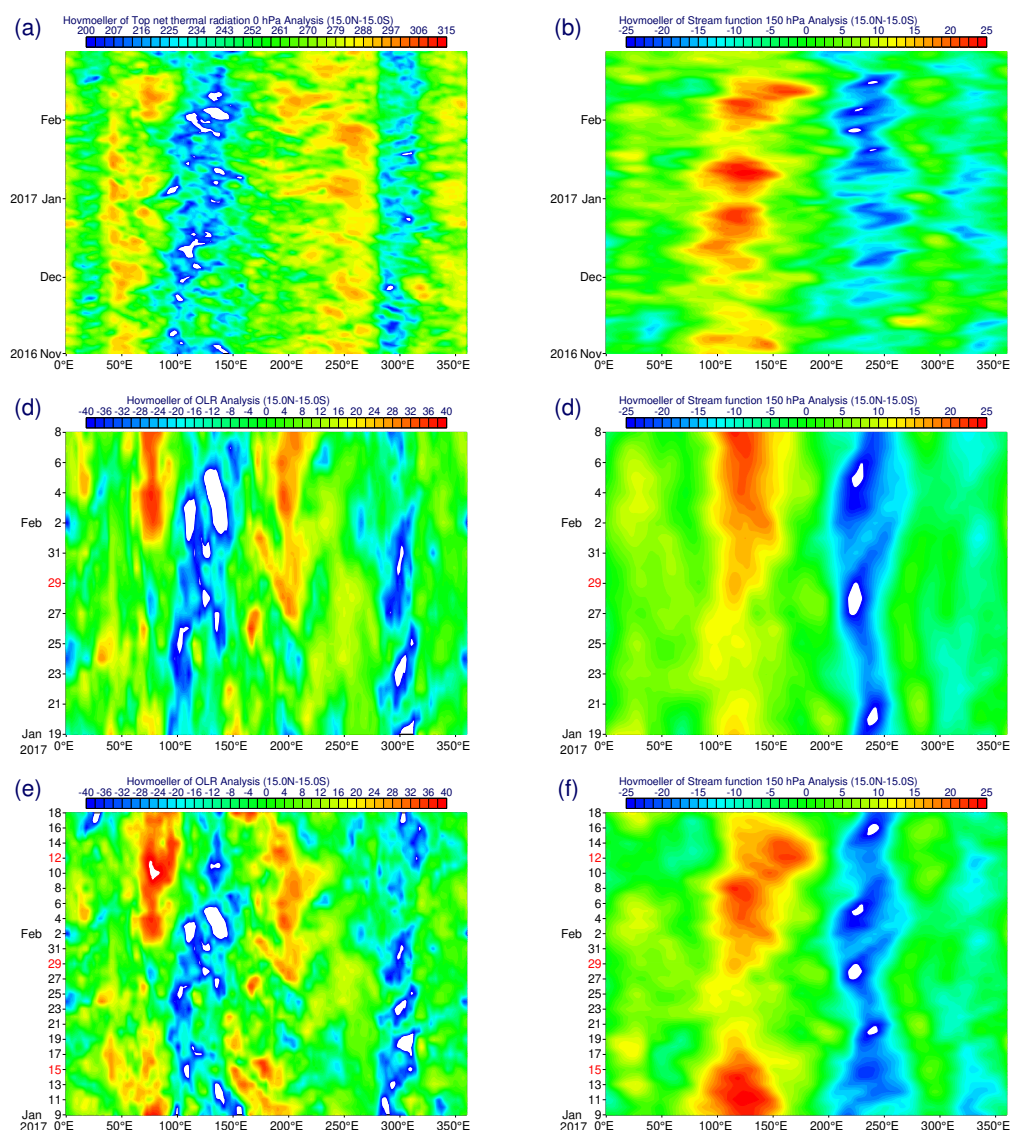 (a)
Hovmoeller of Top net thermal radiation 0 hPa Analysis (15.0N-15.0S)
200 207 216 225 234 243 252 261 270 279 288 297 306 315
Feb
2017 Jan
Dec
2016 Nov
0°E 50°E 100°E 150°E 200°E 250°E 300°E 350°E
(b)
Hovmoeller of Stream function 150 hPa Analysis (15.0N-15.0S)
-25 -20 -15 -10 -5 0 5 10 15 20 25
Feb
2017 Jan
Dec
2016 Nov
0°E 50°E 100°E 150°E 200°E 250°E 300°E 350°E
(d)
Hovmoeller of OLR Analysis (15.0N-15.0S)
-40 -36 -32 -28 -24 -20 -16 -12 -8 -4 0 4 8 12 16 20 24 28 32 36 40
8
6
4
Feb 2
31
29
27
25
23
21
Jan 19
2017
0°E 50°E 100°E 150°E 200°E 250°E 300°E 350°E
(d)
Hovmoeller of Stream function 150 hPa Analysis (15.0N-15.0S)
-25 -20 -15 -10 -5 0 5 10 15 20 25
8
6
4
Feb 2
31
29
27
25
23
21
Jan 19
2017
0°E 50°E 100°E 150°E 200°E 250°E 300°E 350°E
(e)
Hovmoeller of OLR Analysis (15.0N-15.0S)
-40 -36 -32 -28 -24 -20 -16 -12 -8 -4 0 4 8 12 16 20 24 28 32 36 40
18
16
14
12
10
8
6
4
Feb 2
31
29
27
25
23
21
19
17
15
13
11
Jan 9
2017
0°E 50°E 100°E 150°E 200°E 250°E 300°E 350°E
(f)
Hovmoeller of Stream function 150 hPa Analysis (15.0N-15.0S)
-25 -20 -15 -10 -5 0 5 10 15 20 25
18
16
14
12
10
8
6
4
Feb 2
31
29
27
25
23
21
19
17
15
13
11
Jan 9
2017
0°E 50°E 100°E 150°E 200°E 250°E 300°E 350°E